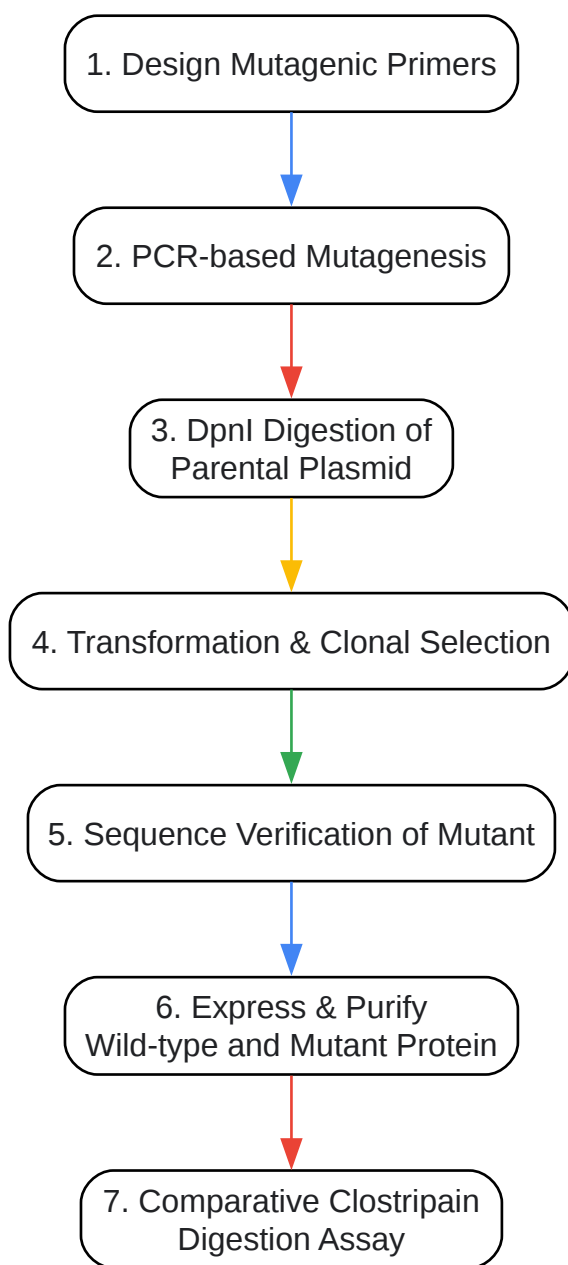 1. Design Mutagenic Primers
2. PCR-based Mutagenesis
3. DpnI Digestion of
Parental Plasmid
4. Transformation & Clonal Selection
5. Sequence Verification of Mutant
6. Express & Purify
Wild-type and Mutant Protein
7. Comparative Clostripain
Digestion Assay